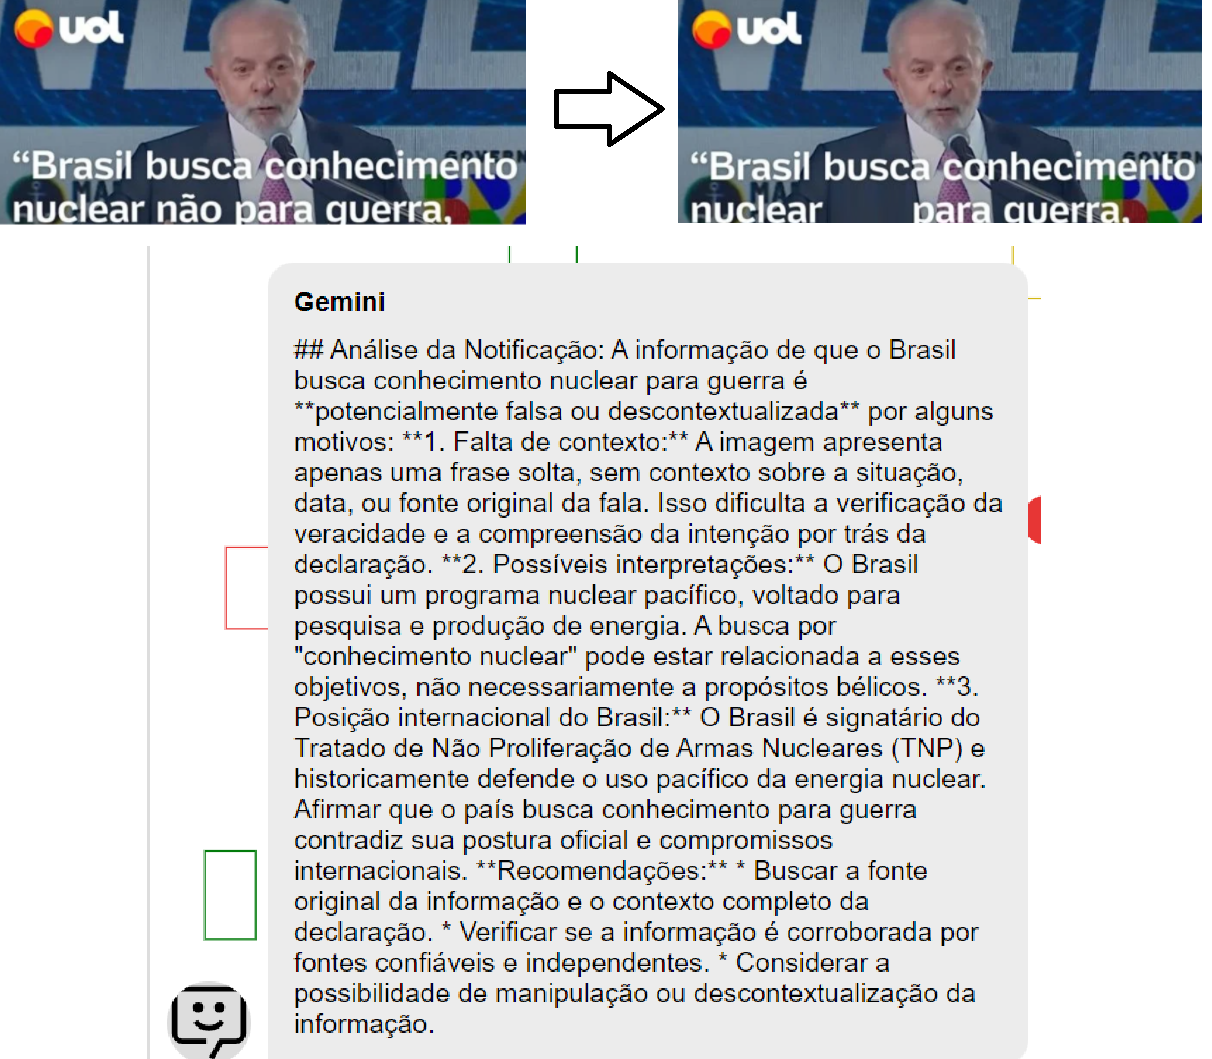 uol
“Brasil busca conhecimento
nuclear não para guerra,
uol
“Brasil busca conhecimento
nuclear para guerra,
Gemini
## Análise da Notificação: A informação de que o Brasil
busca conhecimento nuclear para guerra é
**potencialmente falsa ou descontextualizada** por alguns
motivos: **1. Falta de contexto:** A imagem apresenta
apenas uma frase solta, sem contexto sobre a situação,
data, ou fonte original da fala. Isso dificulta a verificação da
veracidade e a compreensão da intenção por trás da
declaração. **2. Possíveis interpretações:** O Brasil
possui um programa nuclear pacífico, voltado para
pesquisa e produção de energia. A busca por
"conhecimento nuclear" pode estar relacionada a esses
objetivos, não necessariamente a propósitos bélicos. **3.
Posição internacional do Brasil:** O Brasil é signatário do
Tratado de Não Proliferação de Armas Nucleares (TNP) e
historicamente defende o uso pacífico da energia nuclear.
Afirmar que o país busca conhecimento para guerra
contradiz sua postura oficial e compromissos
internacionais. **Recomendações:** * Buscar a fonte
original da informação e o contexto completo da
declaração. * Verificar se a informação é corroborada por
fontes confiáveis e independentes. * Considerar a
possibilidade de manipulação ou descontextualização da
informação.